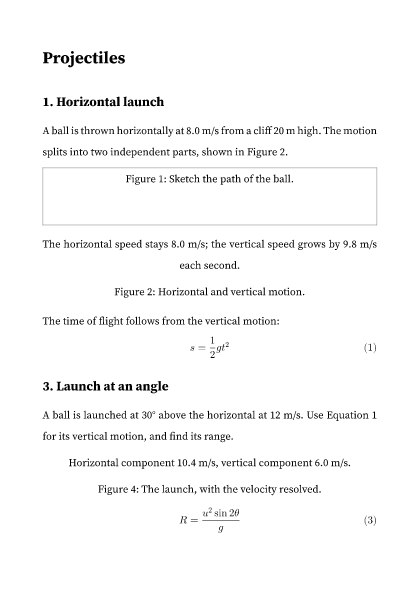 Projectiles
1. Horizontal launch
A ball is thrown horizontally at 8.0 m/s from a cliff 20 m high. The motion
splits into two independent parts, shown in Figure 2.
Figure 1: Sketch the path of the ball.
The horizontal speed stays 8.0 m/s; the vertical speed grows by 9.8 m/s
each second.
Figure 2: Horizontal and vertical motion.
The time of flight follows from the vertical motion:
s = \frac{1}{2}gt^2 (1)
3. Launch at an angle
A ball is launched at 30° above the horizontal at 12 m/s. Use Equation 1
for its vertical motion, and find its range.
Horizontal component 10.4 m/s, vertical component 6.0 m/s.
Figure 4: The launch, with the velocity resolved.
R = \frac{u^2 \sin 2θ}{g} (3)